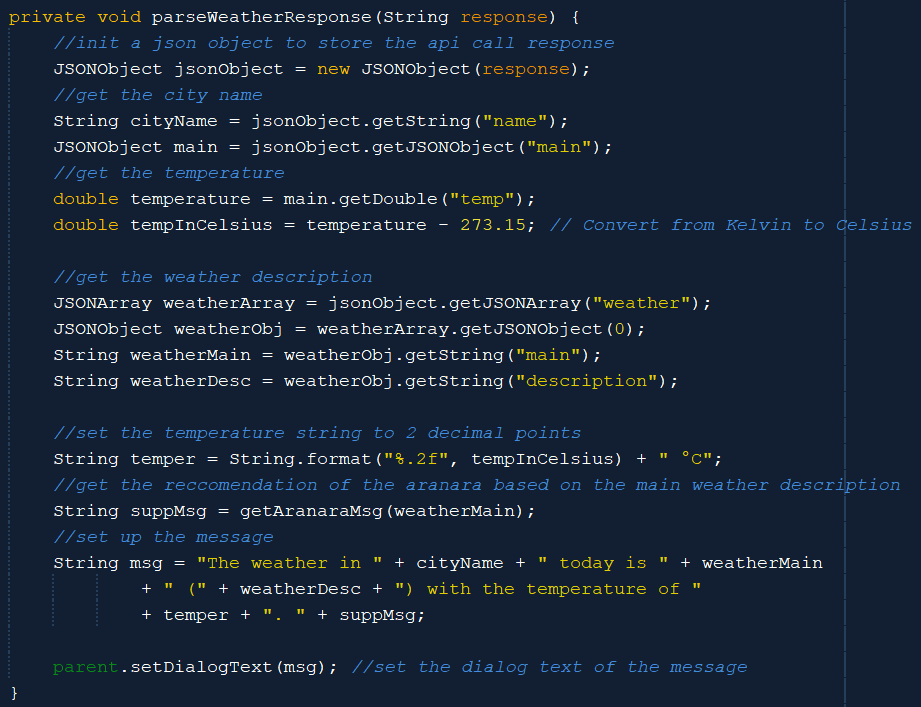 private void parseWeatherResponse(String response) {
    //init a json object to store the api call response
    JSONObject jsonObject = new JSONObject(response);
    //get the city name
    String cityName = jsonObject.getString("name");
    JSONObject main = jsonObject.getJSONObject("main");
    //get the temperature
    double temperature = main.getDouble("temp");
    double tempInCelsius = temperature - 273.15; // Convert from Kelvin to Celsius

    //get the weather description
    JSONArray weatherArray = jsonObject.getJSONArray("weather");
    JSONObject weatherObj = weatherArray.getJSONObject(0);
    String weatherMain = weatherObj.getString("main");
    String weatherDesc = weatherObj.getString("description");

    //set the temperature string to 2 decimal points
    String temper = String.format("%.2f", tempInCelsius) + " °C";
    //get the reccomendation of the aranara based on the main weather description
    String suppMsg = getAranaraMsg(weatherMain);
    //set up the message
    String msg = "The weather in " + cityName + " today is " + weatherMain
            + " (" + weatherDesc + ") with the temperature of "
            + temper + ". " + suppMsg;

    parent.setDialogText(msg); //set the dialog text of the message
}